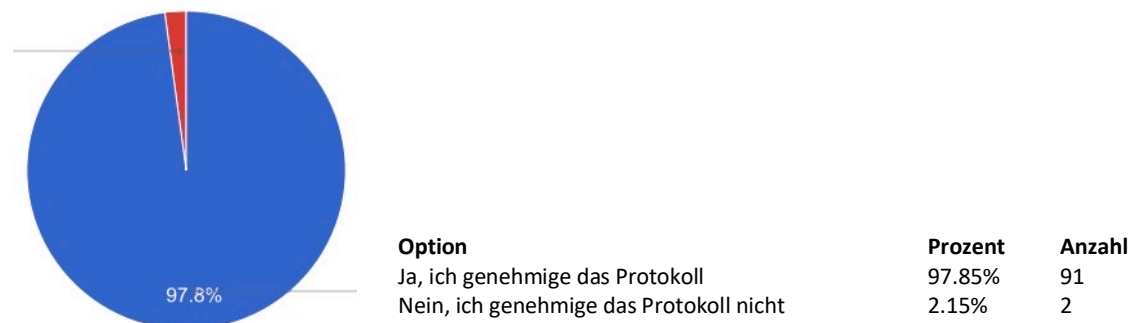 97.8%
Option Prozent Anzahl
Ja, ich genehmige das Protokoll 97.85% 91
Nein, ich genehmige das Protokoll nicht 2.15% 2